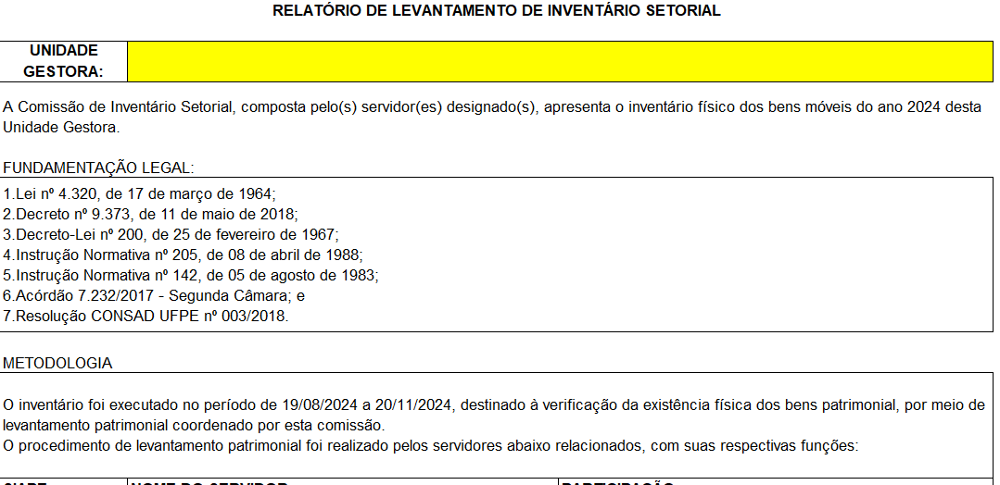 RELATÓRIO DE LEVANTAMENTO DE INVENTÁRIO SETORIAL
UNIDADE
GESTORA:
A Comissão de Inventário Setorial, composta pelo(s) servidor(es) designado(s), apresenta o inventário físico dos bens móveis do ano 2024 desta
Unidade Gestora.
FUNDAMENTAÇÃO LEGAL:
1.Lei nº 4.320, de 17 de março de 1964;
2.Decreto nº 9.373, de 11 de maio de 2018;
3.Decreto-Lei nº 200, de 25 de fevereiro de 1967;
4.Instrução Normativa nº 205, de 08 de abril de 1988;
5.Instrução Normativa nº 142, de 05 de agosto de 1983;
6.Acórdão 7.232/2017 - Segunda Câmara; e
7.Resolução CONSAD UFPE nº 003/2018.
METODOLOGIA
O inventário foi executado no período de 19/08/2024 a 20/11/2024, destinado à verificação da existência física dos bens patrimonial, por meio de
levantamento patrimonial coordenado por esta comissão.
O procedimento de levantamento patrimonial foi realizado pelos servidores abaixo relacionados, com suas respectivas funções:
SIAPE NOME DO SERVIDOR PARTICIPAÇÃO